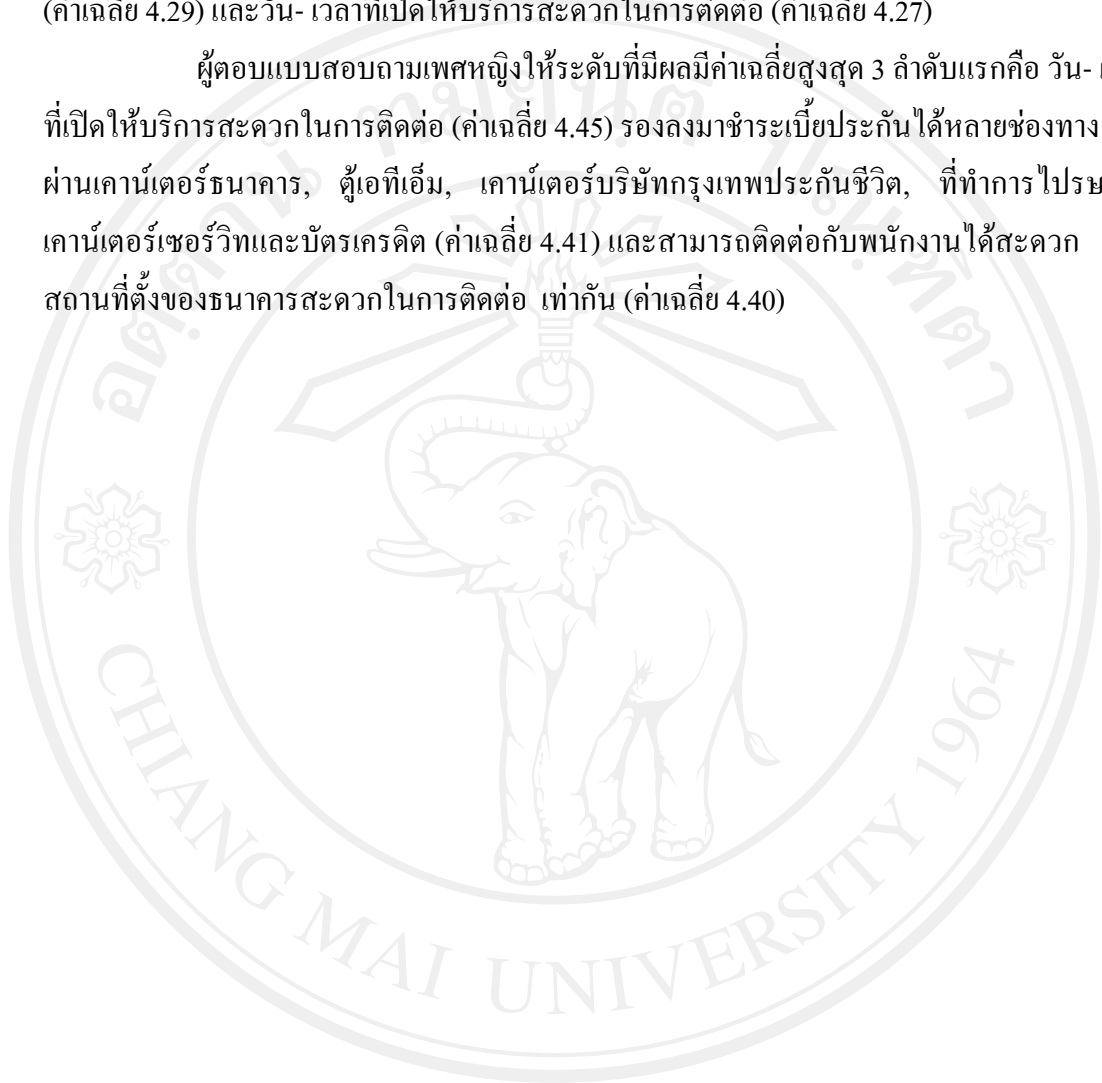 (ค่าเฉลี่ย 4.29) และวัน- เวลาที่เปิดให้บริการสะดวกในการติดต่อ (ค่าเฉลี่ย 4.27)
ผู้ตอบแบบสอบถามเพศหญิงให้ระดับที่มีผลมีค่าเฉลี่ยสูงสุด 3 ลำดับแรกคือ วัน-
ที่เปิดให้บริการสะดวกในการติดต่อ (ค่าเฉลี่ย 4.45) รองลงมาชำระเบี้ยประกันได้หลายช่องทาง
ผ่านเคาน์เตอร์ธนาคาร, ตู้เอทีเอ็ม, เคาน์เตอร์บริษัทกรุงเทพประกันชีวิต, ที่ทำการไปรษ
เคาน์เตอร์เซอร์วิทและบัตรเครดิต (ค่าเฉลี่ย 4.41) และสามารถติดต่อกับพนักงานได้สะดวก
สถานที่ตั้งของธนาคารสะดวกในการติดต่อ เท่ากัน (ค่าเฉลี่ย 4.40)
อตฺตานํ ทมยนฺติ ปณฺฑิตา
CHIANG MAI UNIVERSITY 1964